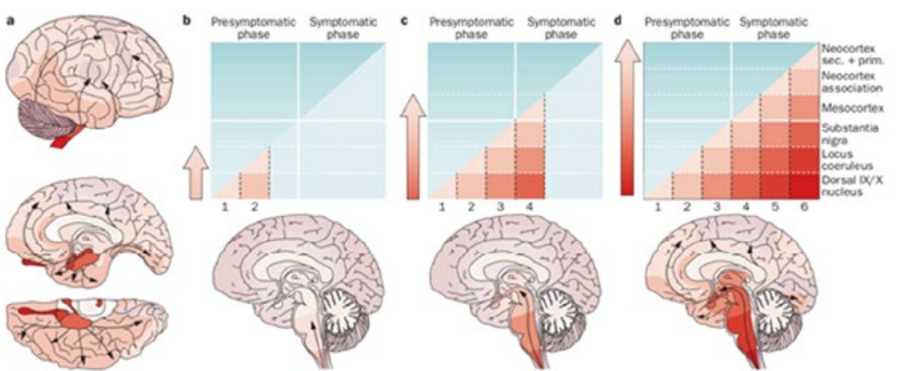 a
b
Presymptomatic
phase
Symptomatic
phase
1 2
c
Presymptomatic
phase
Symptomatic
phase
1 2 3 4
d
Presymptomatic
phase
Symptomatic
phase
Neocortex
sec. + prim.
Neocortex
association
Mesocortex
Substantia
nigra
Locus
coeruleus
Dorsal IX/X
nucleus
1 2 3 4 5 6